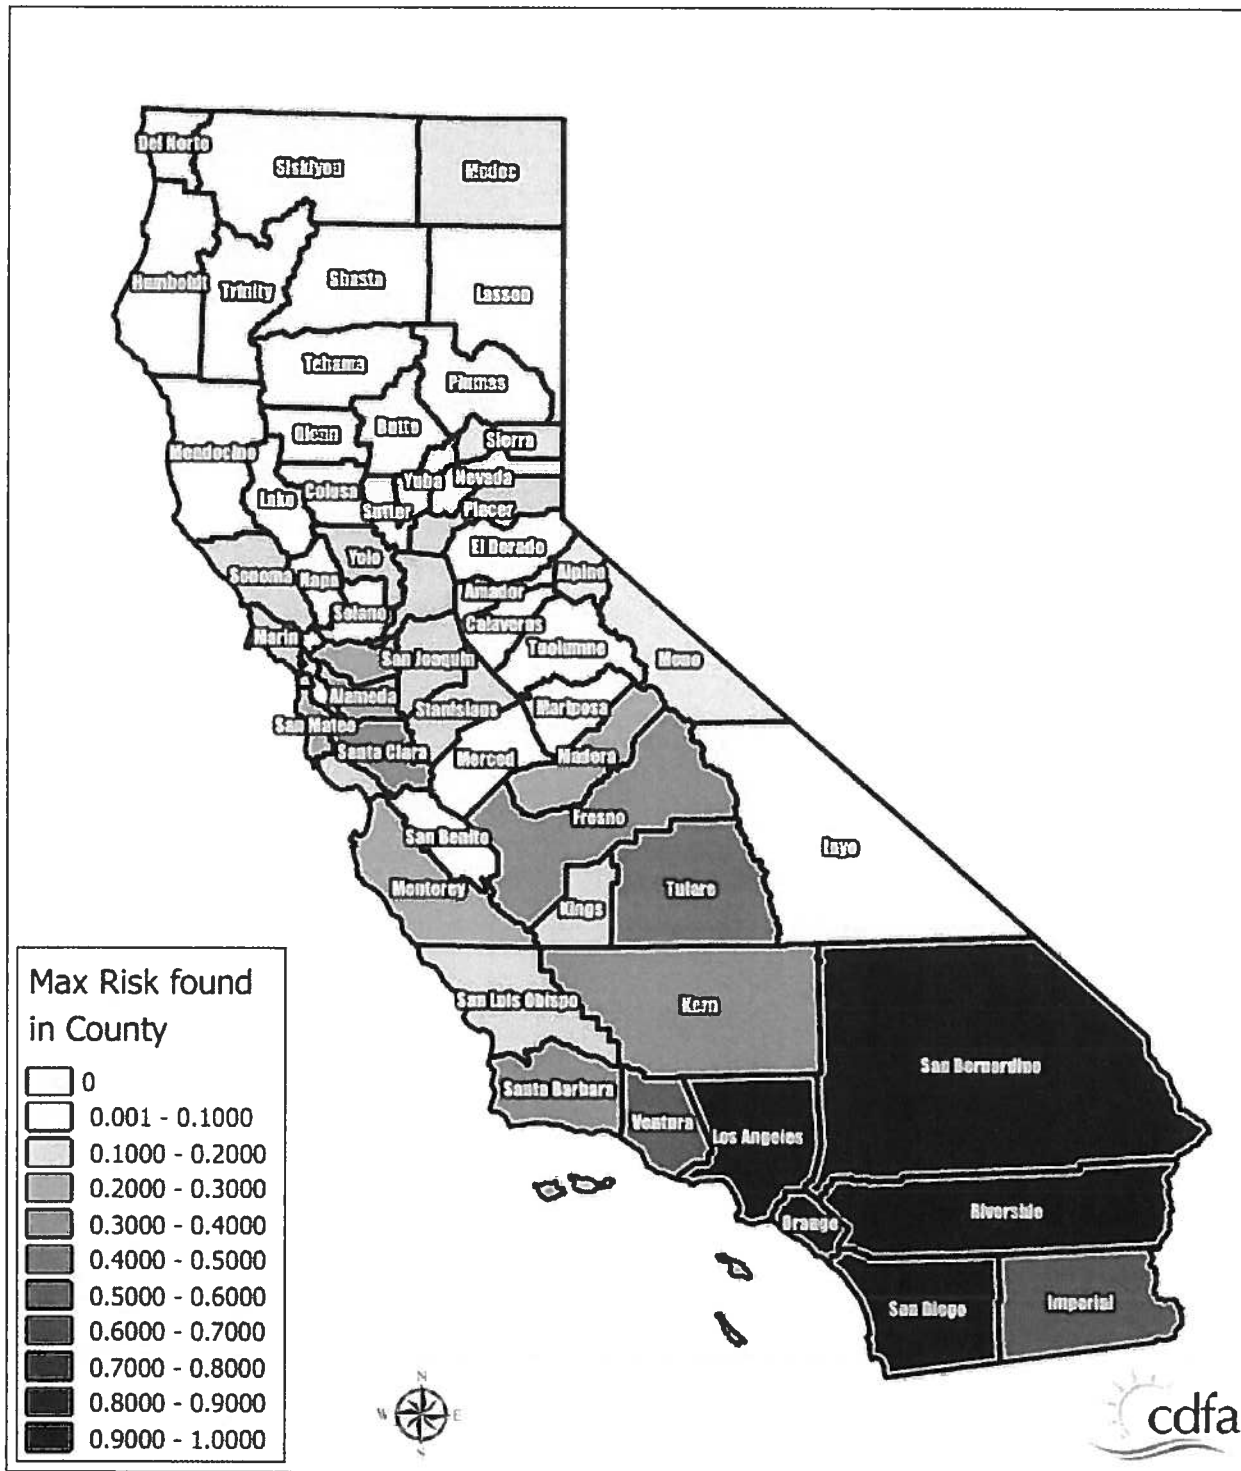 Del Norte
Siskiyou
Modoc
Humboldt
Trinity
Shasta
Lassen
Tehama
Plumas
Glenn
Butte
Sierra
Mendocino
Lake
Colusa
Sutter
Yuba
Nevada
Placer
El Dorado
Yolo
Sonoma
Napa
Solano
Amador
Alpine
Marin
Calaveras
San Joaquin
Tuolumne
Mono
Alameda
Stanislaus
Mariposa
San Mateo
Santa Clara
Merced
Madera
Fresno
San Benito
Inyo
Monterey
Kings
Tulare
San Luis Obispo
Kern
San Bernardino
Santa Barbara
Ventura
Los Angeles
Orange
Riverside
San Diego
Imperial
Max Risk found
in County
0
0.001 - 0.1000
0.1000 - 0.2000
0.2000 - 0.3000
0.3000 - 0.4000
0.4000 - 0.5000
0.5000 - 0.6000
0.6000 - 0.7000
0.7000 - 0.8000
0.8000 - 0.9000
0.9000 - 1.0000
N
W E
S
cdfa